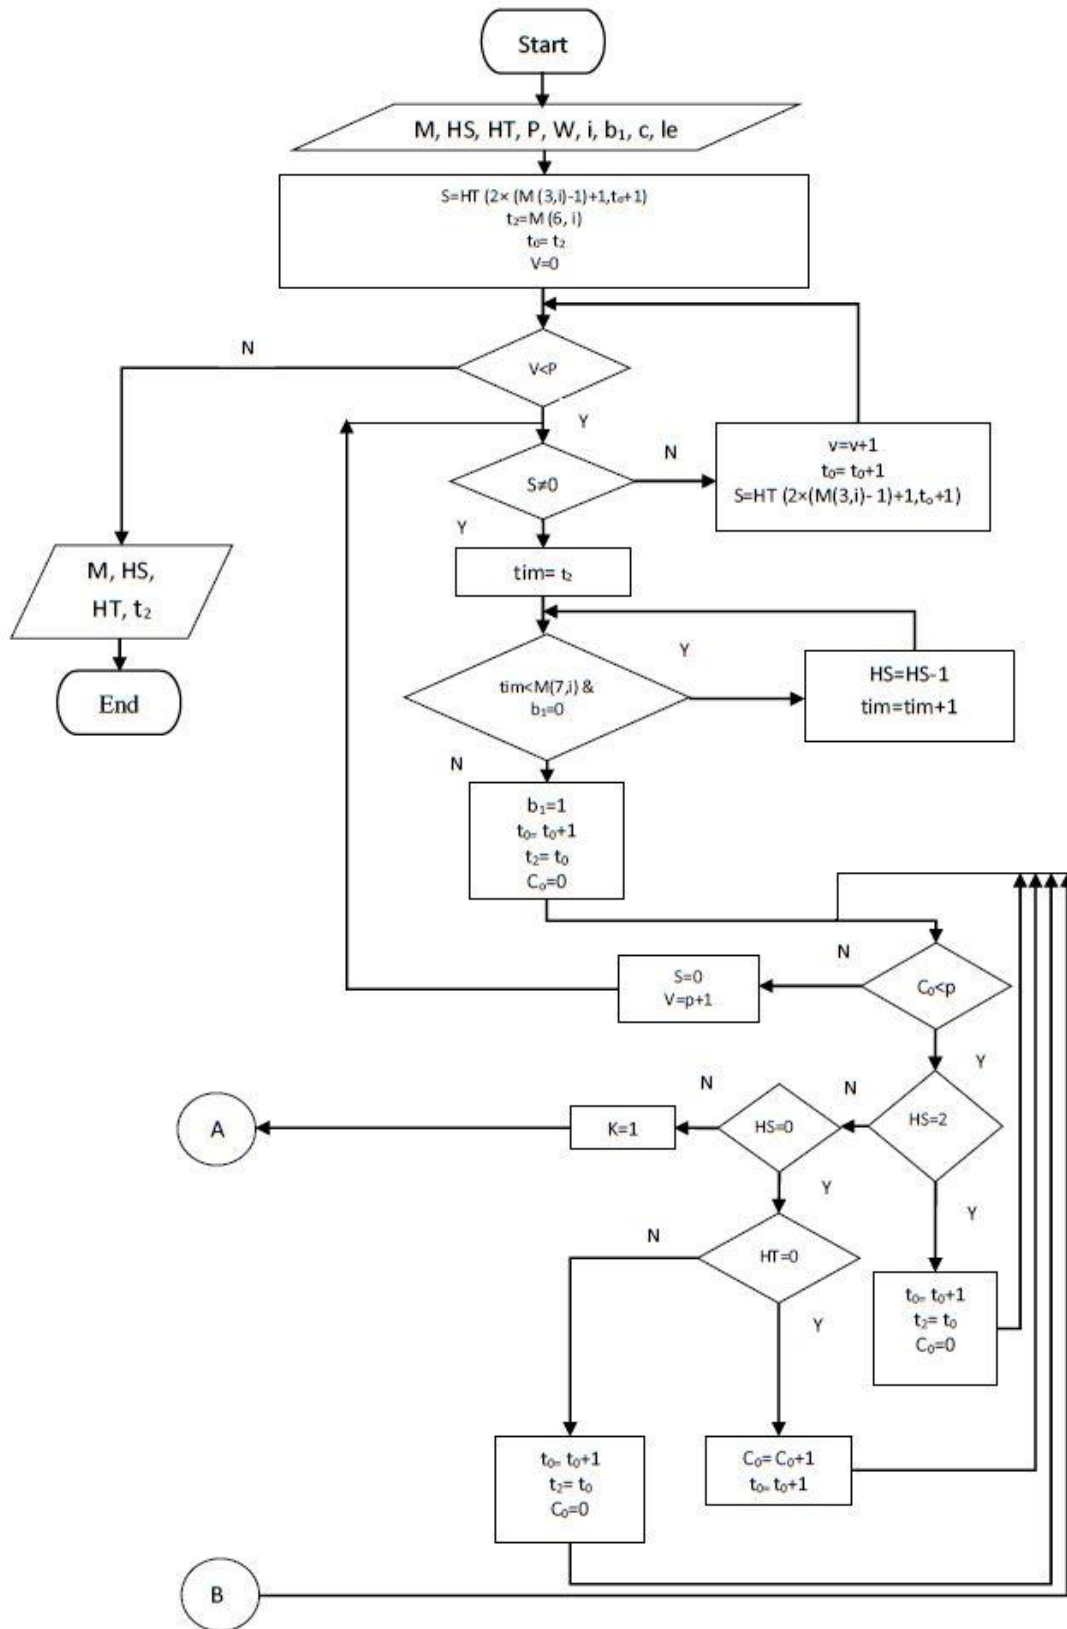 Start
M, HS, HT, P, W, i, b₁, c, le
S=HT (2× (M (3,i)-1)+1,t₀+1)
t₂=M (6, i)
t₀= t₂
V=0
N
V<P
Y
N
S≠0
v=v+1
t₀= t₀+1
S=HT (2×(M(3,i)- 1)+1,t₀+1)
Y
M, HS,
HT, t₂
tim= t₂
End
Y
tim<M(7,i) &
b₁=0
HS=HS-1
tim=tim+1
N
b₁=1
t₀= t₀+1
t₂= t₀
C₀=0
N
C₀<p
S=0
V=p+1
Y
N
N
HS=2
HS=0
K=1
A
Y
Y
N
HT=0
t₀= t₀+1
t₂= t₀
C₀=0
Y
t₀= t₀+1
t₂= t₀
C₀=0
C₀= C₀+1
t₀= t₀+1
B